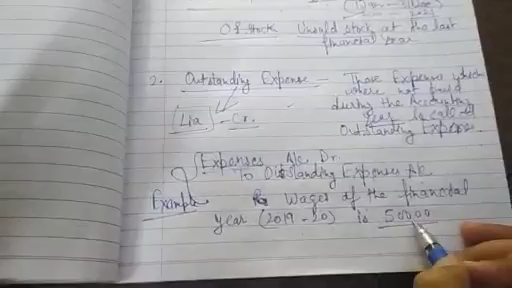 Of Stock Unsold stock at the last
financial year
2. Outstanding Expense - Those Expenses which
where not paid
during the Accounting
(Lia) - Cr. year is call
Outstanding Expense.
Expenses A/c Dr.
To Outstanding Expenses A/c
Example Wages of the financial
year (2019-20) is 50000